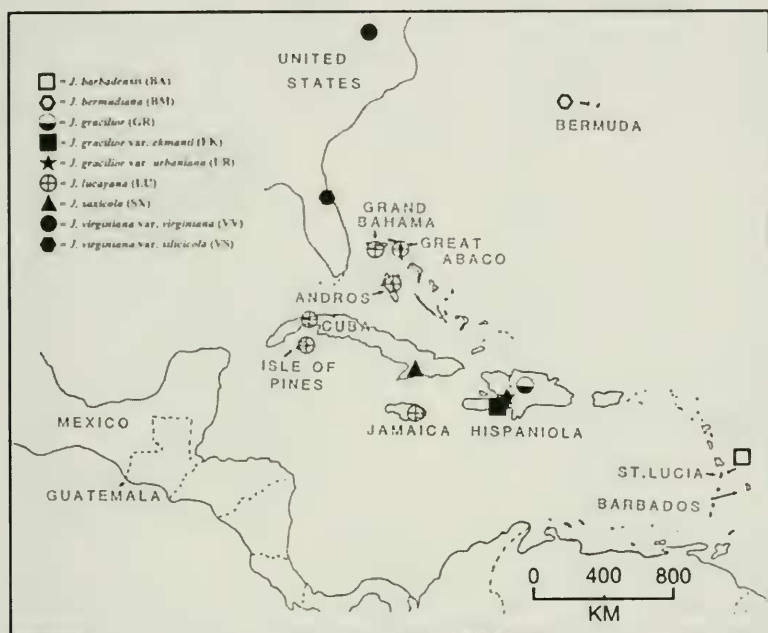 UNITED
STATES
= J. barbadensis (BA)
= J. bermudiana (BM)
= J. gracilior (GR)
= J. gracilior var. ekmanii (EK)
= J. gracilior var. urbaniana (UR)
= J. lucayana (LU)
= J. saxicola (SX)
= J. virginiana var. virginiana (VV)
= J. virginiana var. silicicola (VS)
BERMUDA
GRAND
BAHAMA
GREAT
ABACO
ANDROS
CUBA
ISLE OF
PINES
MEXICO
JAMAICA
HISPANIOLA
GUATEMALA
ST. LUCIA
BARBADOS
0 400 800
KM